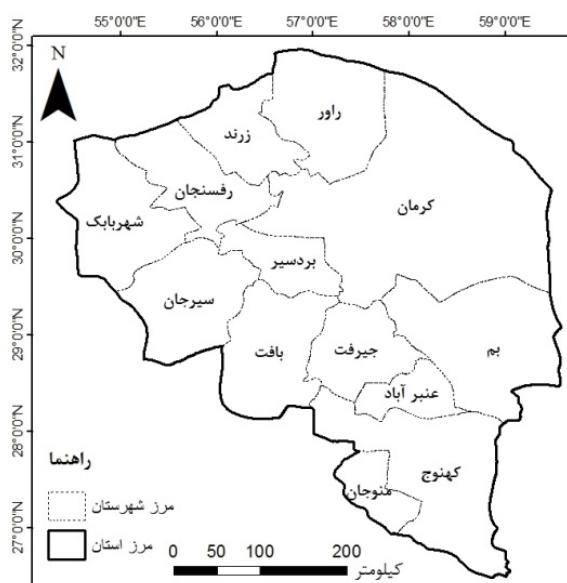 55°0'0"E 56°0'0"E 57°0'0"E 58°0'0"E 59°0'0"E
32°0'0"N
31°0'0"N
30°0'0"N
29°0'0"N
28°0'0"N
27°0'0"N
N
راور
زرند
رفسنجان
کرمان
شهربابک
بردسیر
سیرجان
بافت
جیرفت
بم
عنبر آباد
کهنوج
منوجان
راهنما
مرز شهرستان
مرز استان
0 50 100 200
کیلومتر